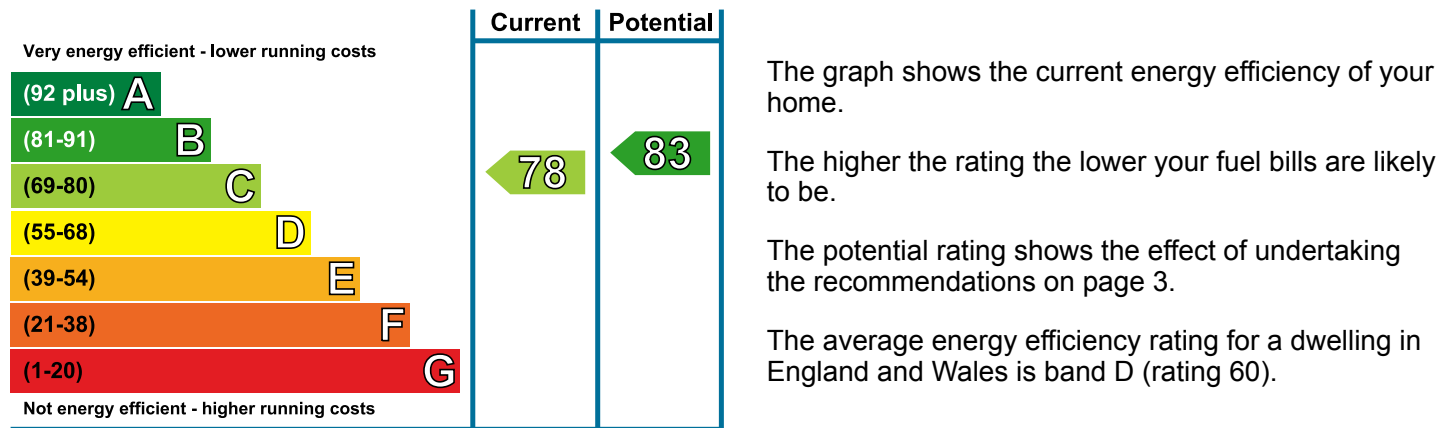 Current Potential
Very energy efficient - lower running costs
(92 plus) A
(81-91) B
(69-80) C
(55-68) D
(39-54) E
(21-38) F
(1-20) G
Not energy efficient - higher running costs
78
83
The graph shows the current energy efficiency of your
home.
The higher the rating the lower your fuel bills are likely
to be.
The potential rating shows the effect of undertaking
the recommendations on page 3.
The average energy efficiency rating for a dwelling in
England and Wales is band D (rating 60).